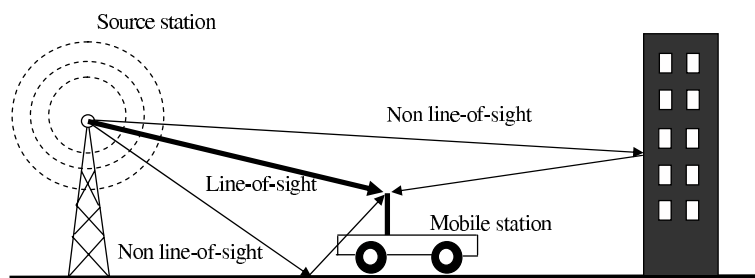 Source station
Non line-of-sight
Line-of-sight
Mobile station
Non line-of-sight